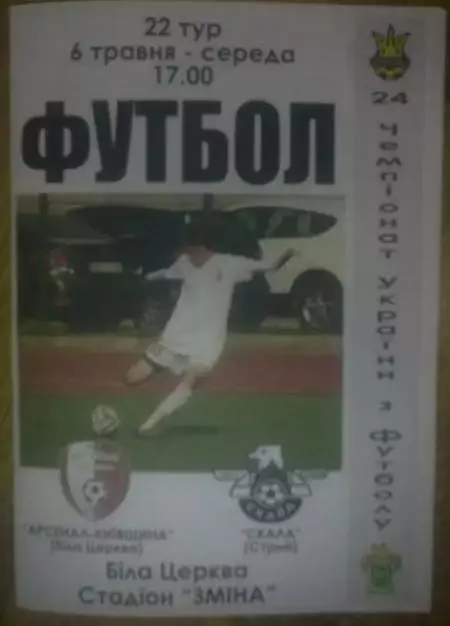 22 тур
6 травня - середа
17.00
ФУТБОЛ
24 Чемпіонат України з Футболу
СКАЛА
"АРСЕНАЛ-КИЇВЩИНА"
(Біла Церква)
"СКАЛА"
(Стрий)
Біла Церква
Стадіон "ЗМІНА"